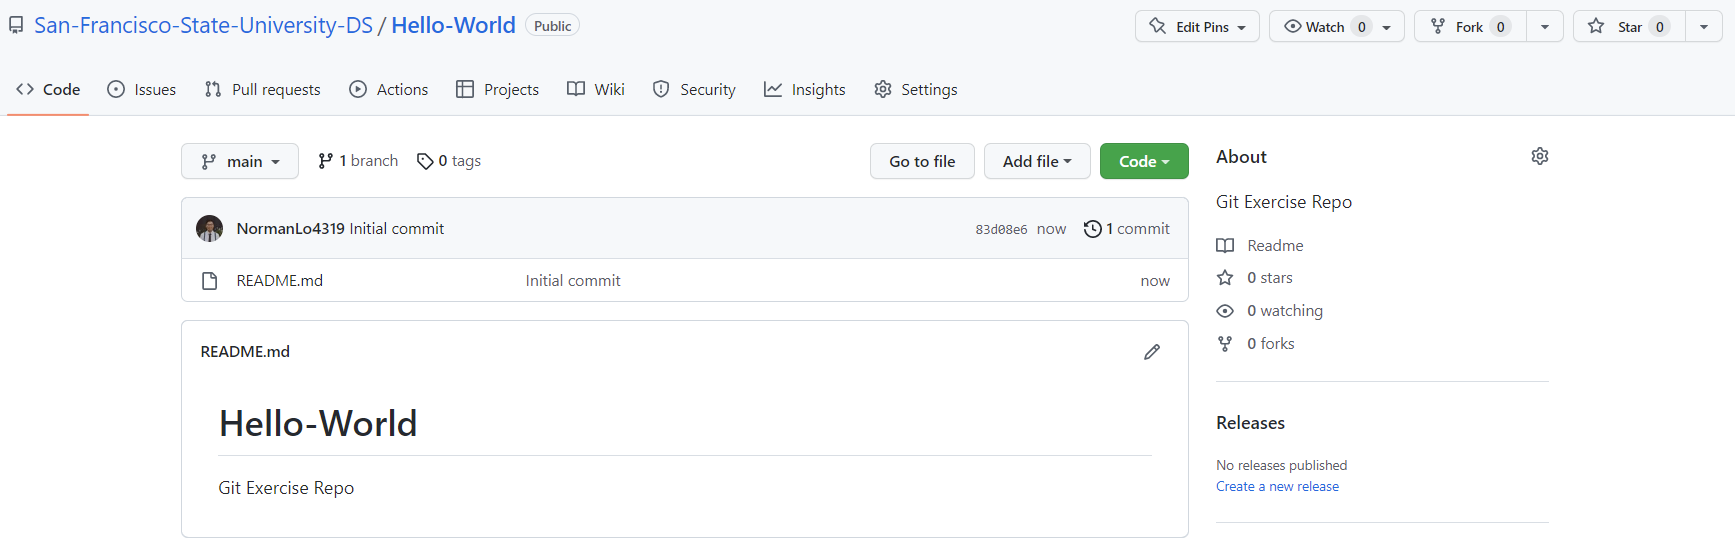 San-Francisco-State-University-DS / Hello-World Public
Edit Pins Watch 0 Fork 0 Star 0
Code Issues Pull requests Actions Projects Wiki Security Insights Settings
main 1 branch 0 tags Go to file Add file Code
NormanLo4319 Initial commit 83d08e6 now 1 commit
README.md Initial commit now
README.md
Hello-World
Git Exercise Repo
About
Git Exercise Repo
Readme
0 stars
0 watching
0 forks
Releases
No releases published
Create a new release